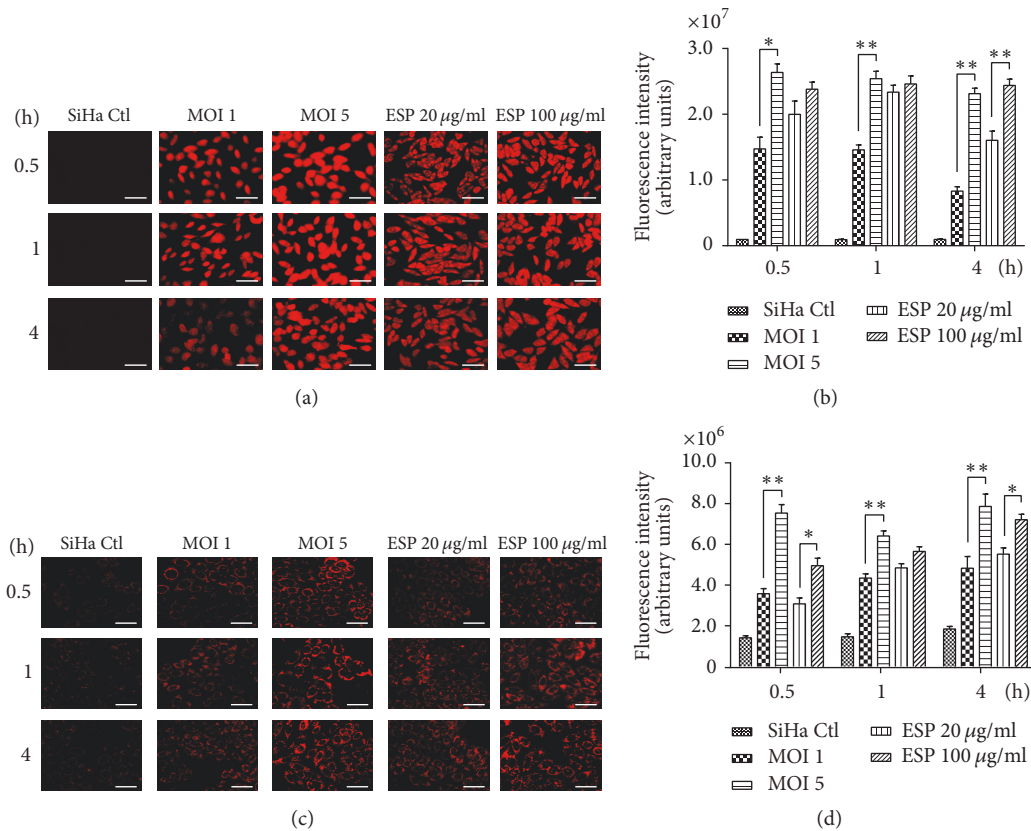 (h)
SiHa Ctl MOI 1 MOI 5 ESP 20 μg/ml ESP 100 μg/ml
0.5
1
4
(a)
×10⁷
Fluorescence intensity
(arbitrary units)
3.0
2.0
1.0
0
* ** ** **
0.5 1 4 (h)
SiHa Ctl
MOI 1
MOI 5
ESP 20 μg/ml
ESP 100 μg/ml
(b)
(h)
SiHa Ctl MOI 1 MOI 5 ESP 20 μg/ml ESP 100 μg/ml
0.5
1
4
(c)
×10⁶
Fluorescence intensity
(arbitrary units)
10.0
8.0
6.0
4.0
2.0
0
** * ** ** *
0.5 1 4 (h)
SiHa Ctl
MOI 1
MOI 5
ESP 20 μg/ml
ESP 100 μg/ml
(d)